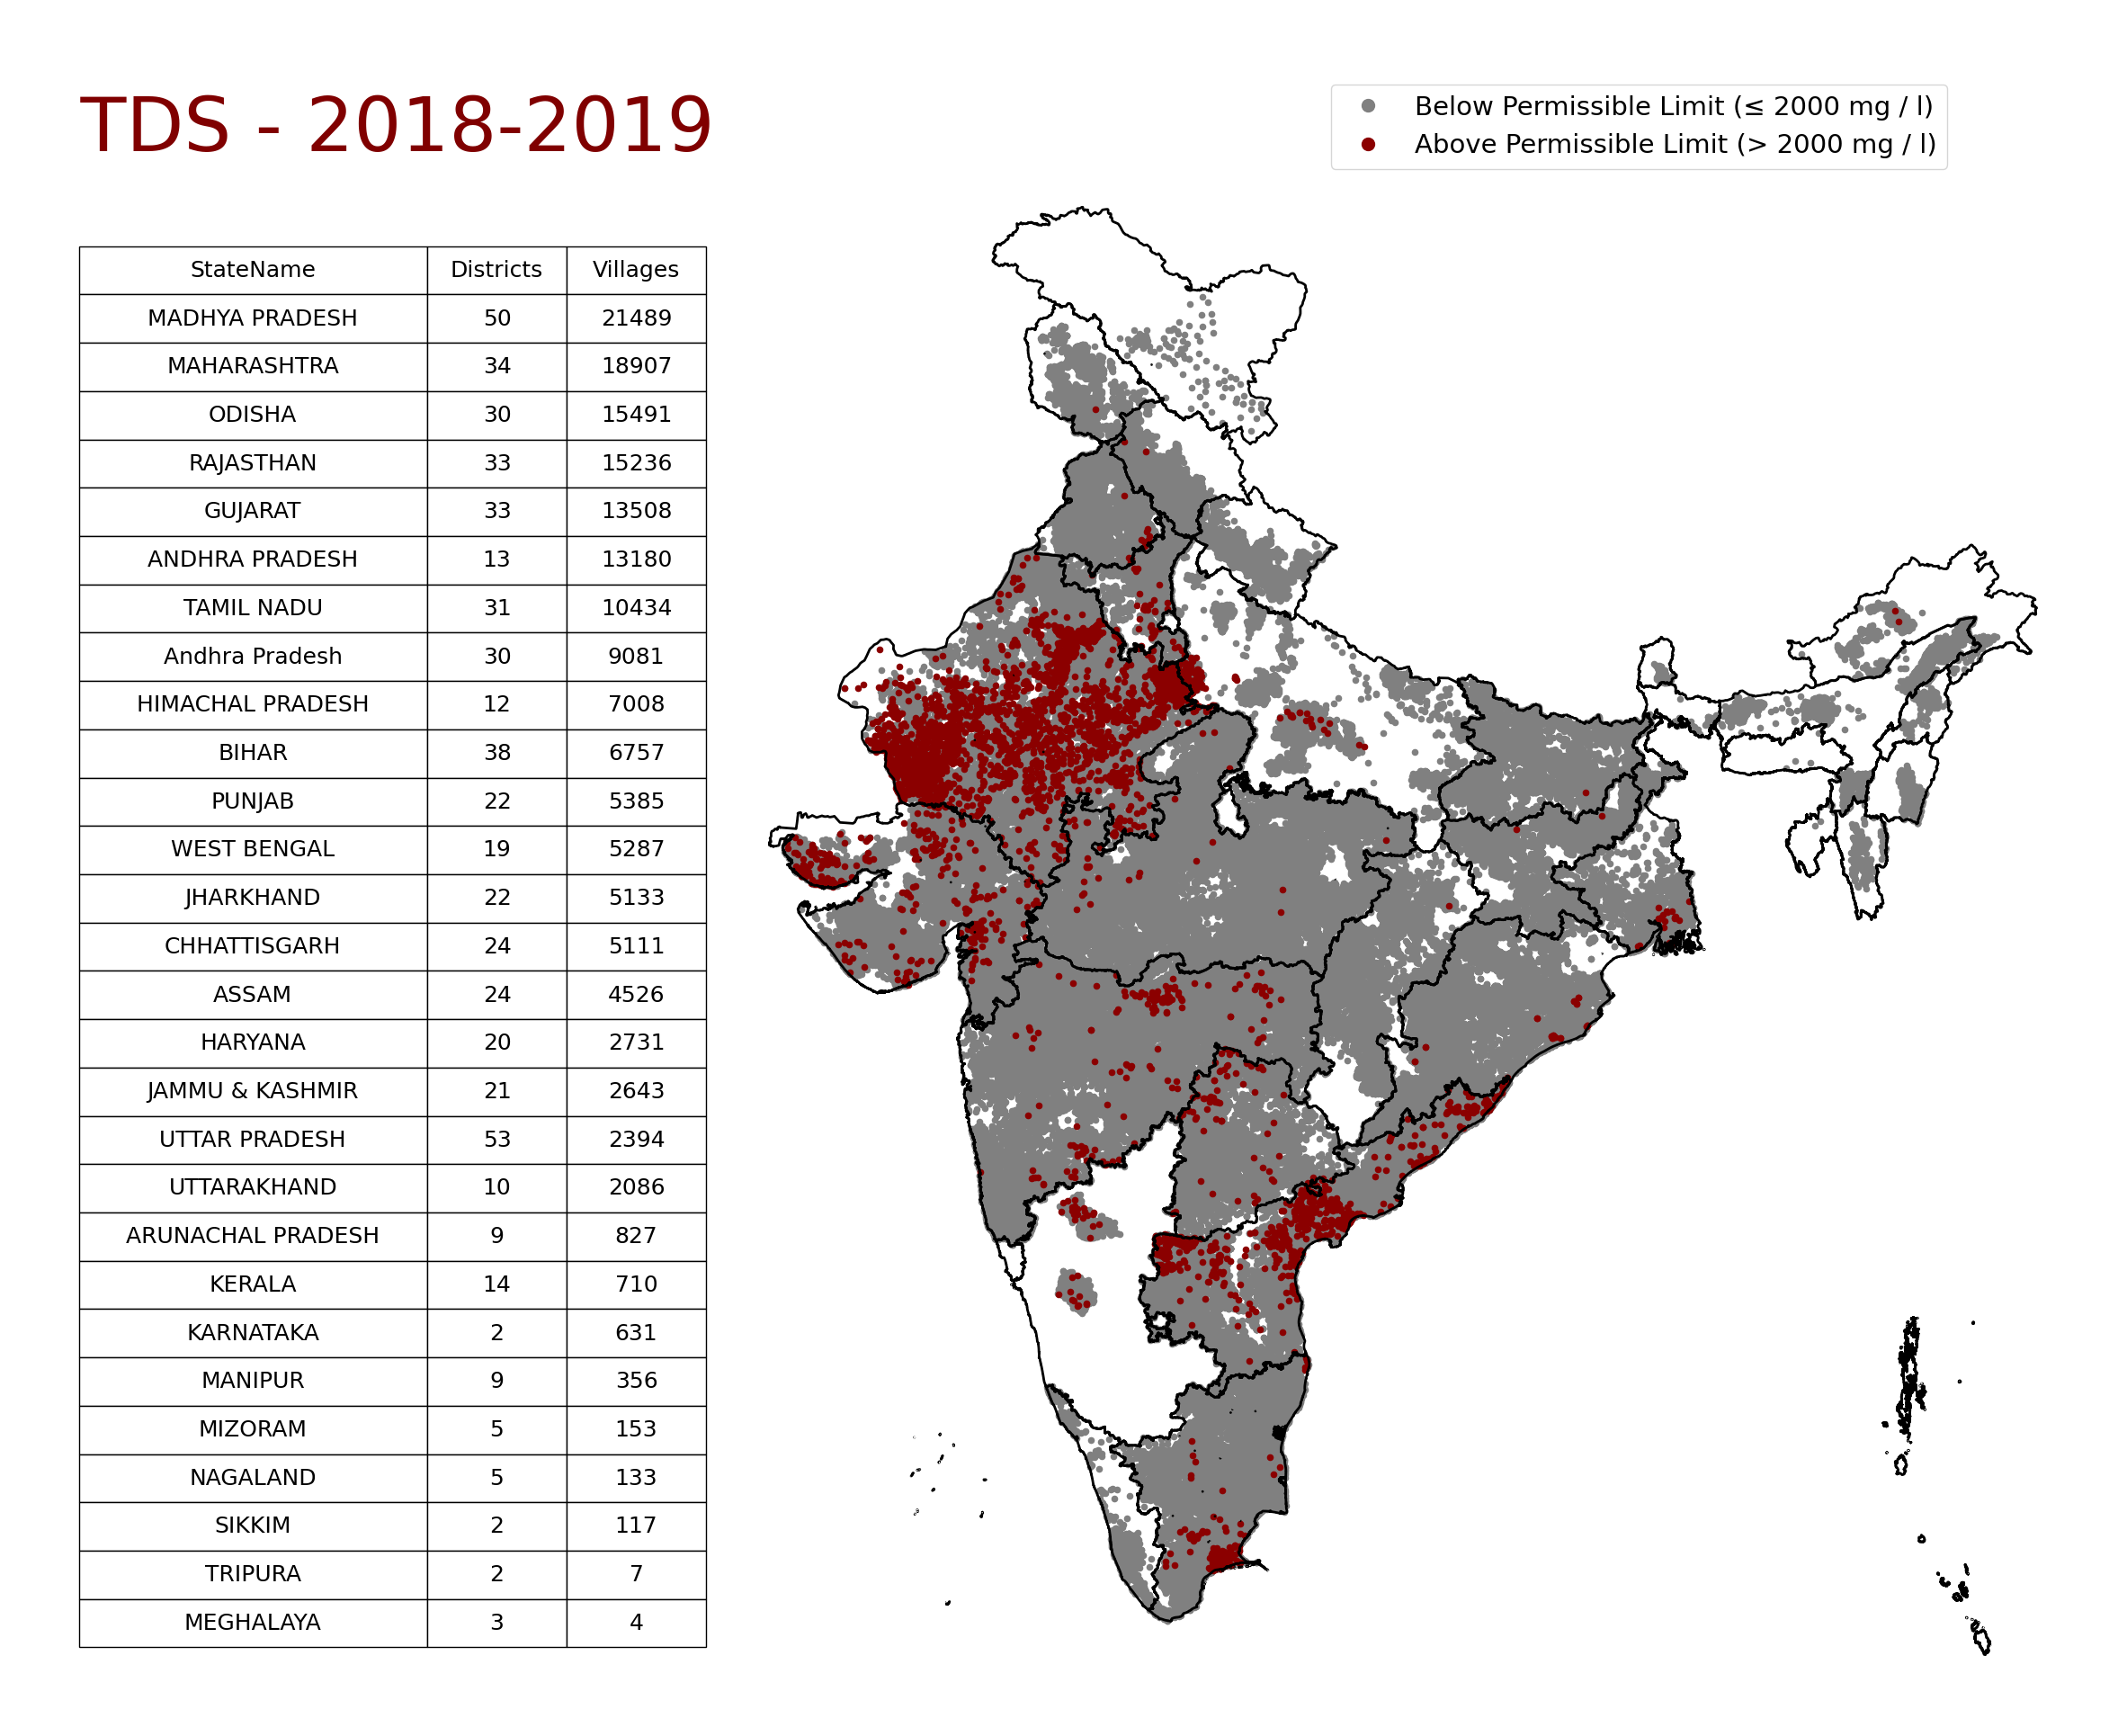 TDS - 2018-2019
Below Permissible Limit (≤ 2000 mg / l)
Above Permissible Limit (> 2000 mg / l)
StateName Districts Villages
MADHYA PRADESH 50 21489
MAHARASHTRA 34 18907
ODISHA 30 15491
RAJASTHAN 33 15236
GUJARAT 33 13508
ANDHRA PRADESH 13 13180
TAMIL NADU 31 10434
Andhra Pradesh 30 9081
HIMACHAL PRADESH 12 7008
BIHAR 38 6757
PUNJAB 22 5385
WEST BENGAL 19 5287
JHARKHAND 22 5133
CHHATTISGARH 24 5111
ASSAM 24 4526
HARYANA 20 2731
JAMMU & KASHMIR 21 2643
UTTAR PRADESH 53 2394
UTTARAKHAND 10 2086
ARUNACHAL PRADESH 9 827
KERALA 14 710
KARNATAKA 2 631
MANIPUR 9 356
MIZORAM 5 153
NAGALAND 5 133
SIKKIM 2 117
TRIPURA 2 7
MEGHALAYA 3 4